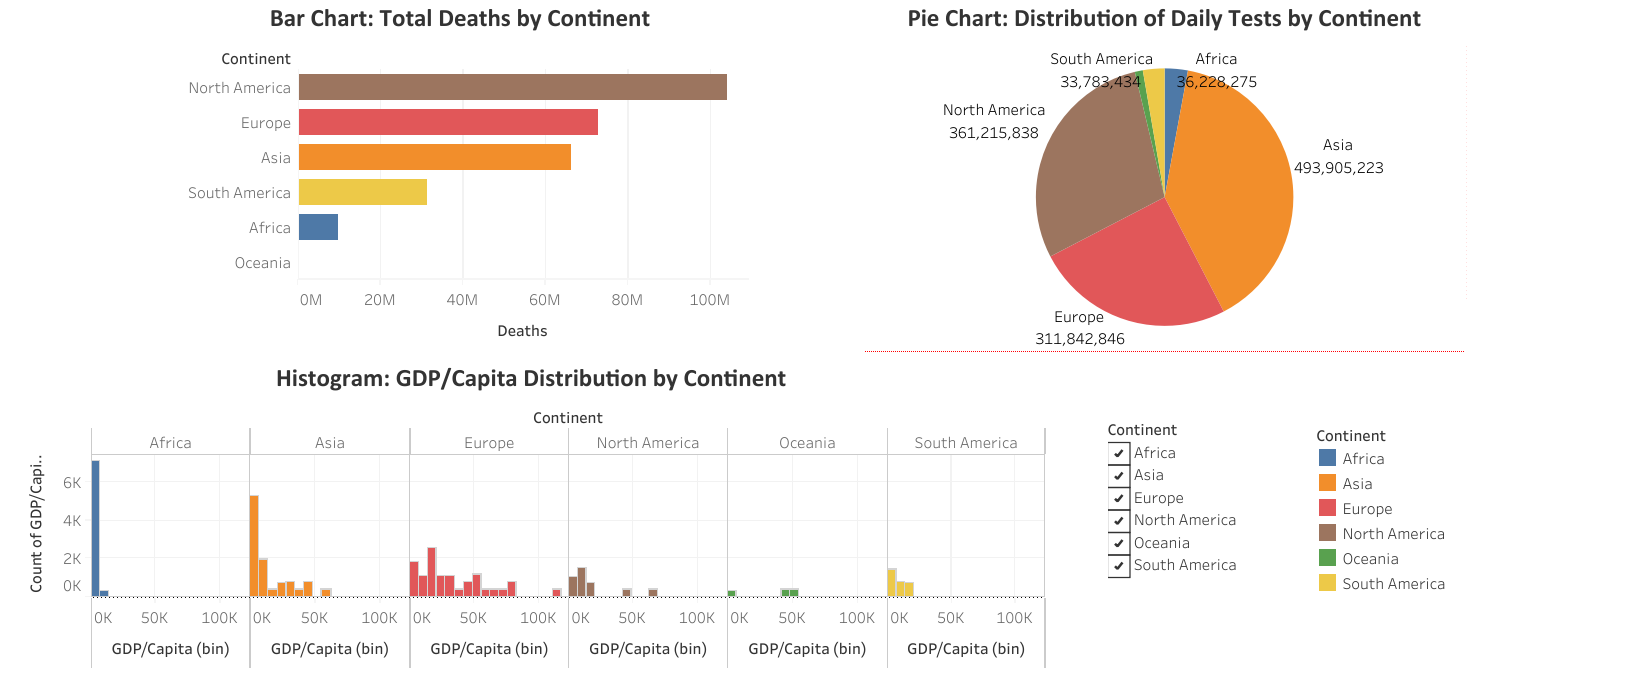 Bar Chart: Total Deaths by Continent
Continent
North America
Europe
Asia
South America
Africa
Oceania
0M 20M 40M 60M 80M 100M
Deaths
Pie Chart: Distribution of Daily Tests by Continent
South America
33,783,434
Africa
36,228,275
North America
361,215,838
Asia
493,905,223
Europe
311,842,846
Histogram: GDP/Capita Distribution by Continent
Continent
Africa Asia Europe North America Oceania South America
Count of GDP/Capi..
6K
4K
2K
0K
0K 50K 100K 0K 50K 100K 0K 50K 100K 0K 50K 100K 0K 50K 100K 0K 50K 100K
GDP/Capita (bin) GDP/Capita (bin) GDP/Capita (bin) GDP/Capita (bin) GDP/Capita (bin) GDP/Capita (bin)
Continent
Africa
Asia
Europe
North America
Oceania
South America
Continent
Africa
Asia
Europe
North America
Oceania
South America